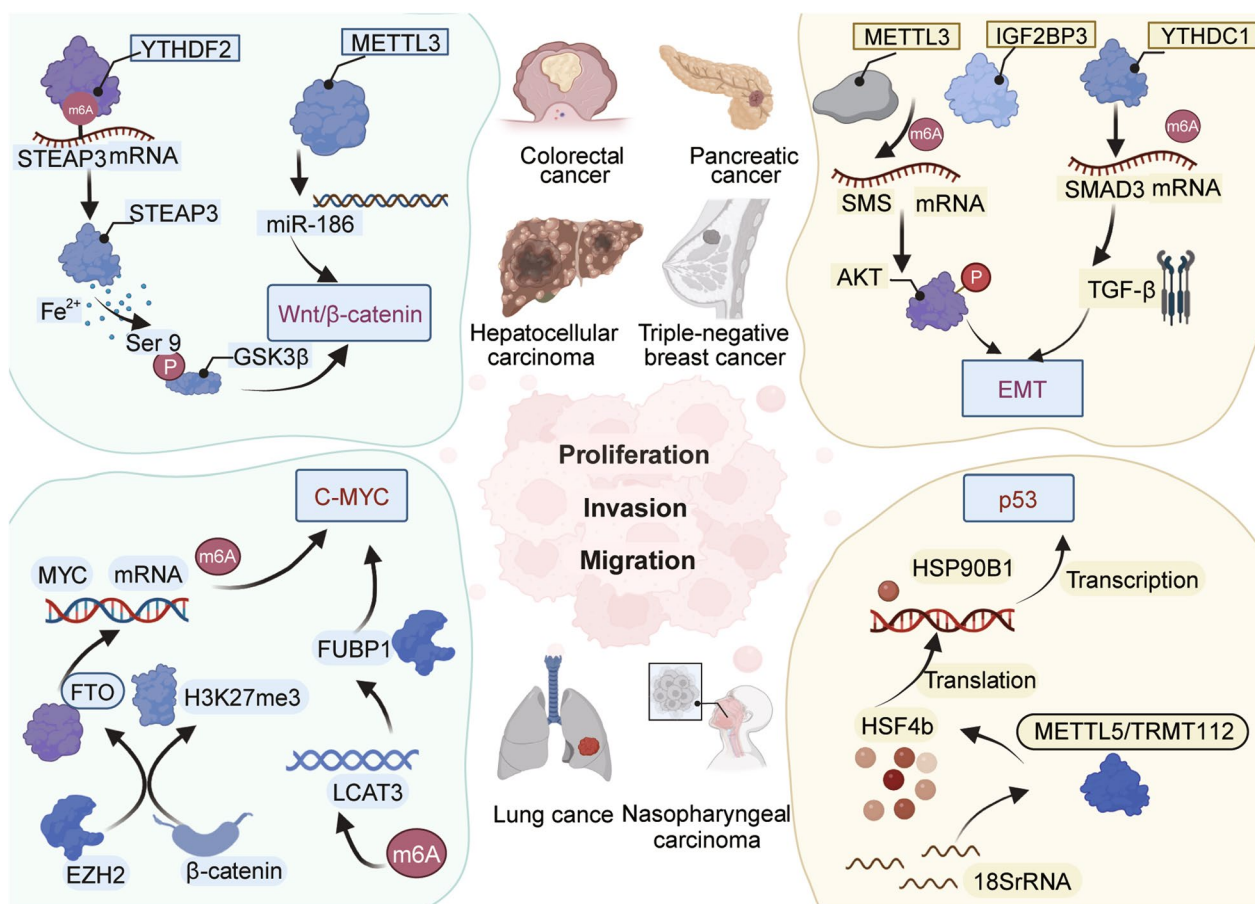 YTHDF2
m6A
STEAP3 mRNA
STEAP3
Fe²⁺
Ser 9
P
GSK3β
METTL3
miR-186
Wnt/β-catenin
Colorectal
cancer
Pancreatic
cancer
Hepatocellular
carcinoma
Triple-negative
breast cancer
METTL3
IGF2BP3
YTHDC1
m6A
m6A
SMS mRNA
SMAD3 mRNA
AKT
P
TGF-β
EMT
Proliferation
Invasion
Migration
C-MYC
m6A
MYC mRNA
FUBP1
FTO
H3K27me3
LCAT3
EZH2
β-catenin
m6A
Lung cance
Nasopharyngeal
carcinoma
p53
HSP90B1
Transcription
Translation
HSF4b
METTL5/TRMT112
18SrRNA